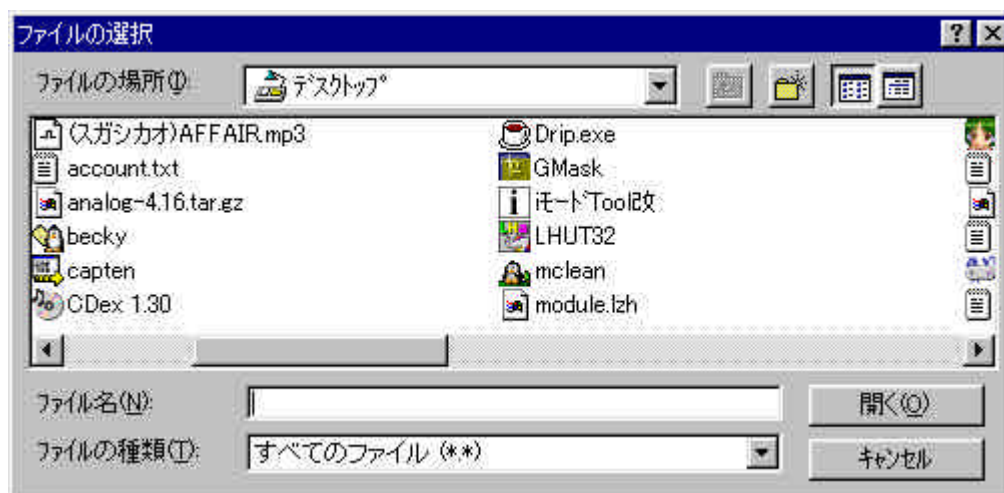 ファイルの選択
ファイルの場所(I): デスクトップ
(スガシカオ)AFFAIR.mp3
account.txt
analog-4.16.tar.gz
becky
capten
CDex 1.30
Drip.exe
GMask
iモードTool改
LHUT32
mclean
module.lzh
ファイル名(N):
開く(O)
ファイルの種類(T): すべてのファイル (*.*)
キャンセル